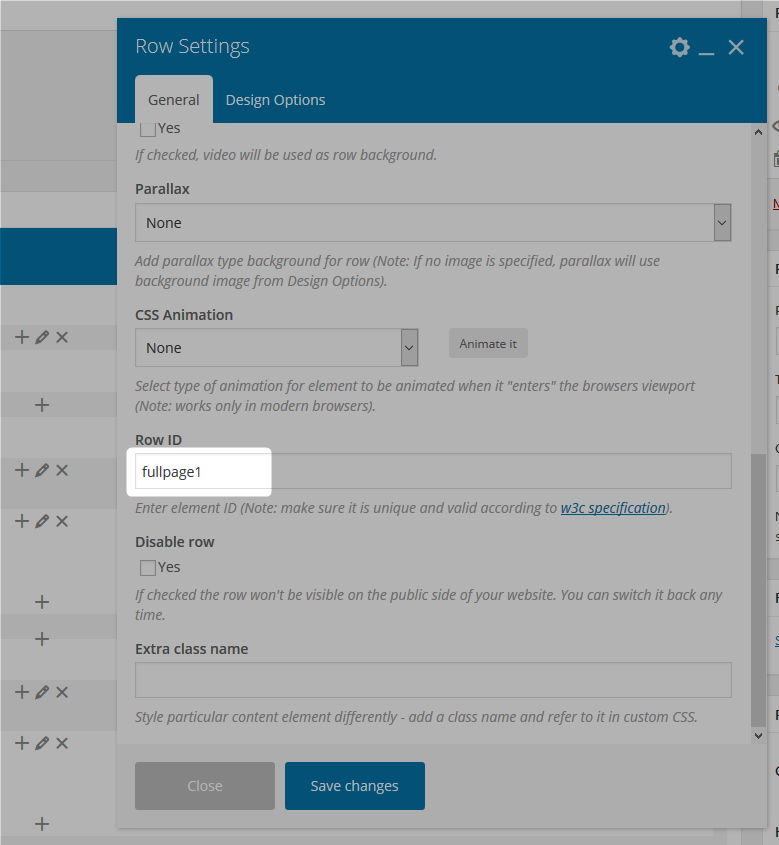 Row Settings
General
Design Options
Yes
If checked, video will be used as row background.
Parallax
None
Add parallax type background for row (Note: If no image is specified, parallax will use
background image from Design Options).
CSS Animation
None
Animate it
Select type of animation for element to be animated when it "enters" the browsers viewport
(Note: works only in modern browsers).
Row ID
fullpage1
Enter element ID (Note: make sure it is unique and valid according to w3c specification).
Disable row
Yes
If checked the row won't be visible on the public side of your website. You can switch it back any
time.
Extra class name
Style particular content element differently - add a class name and refer to it in custom CSS.
Close
Save changes